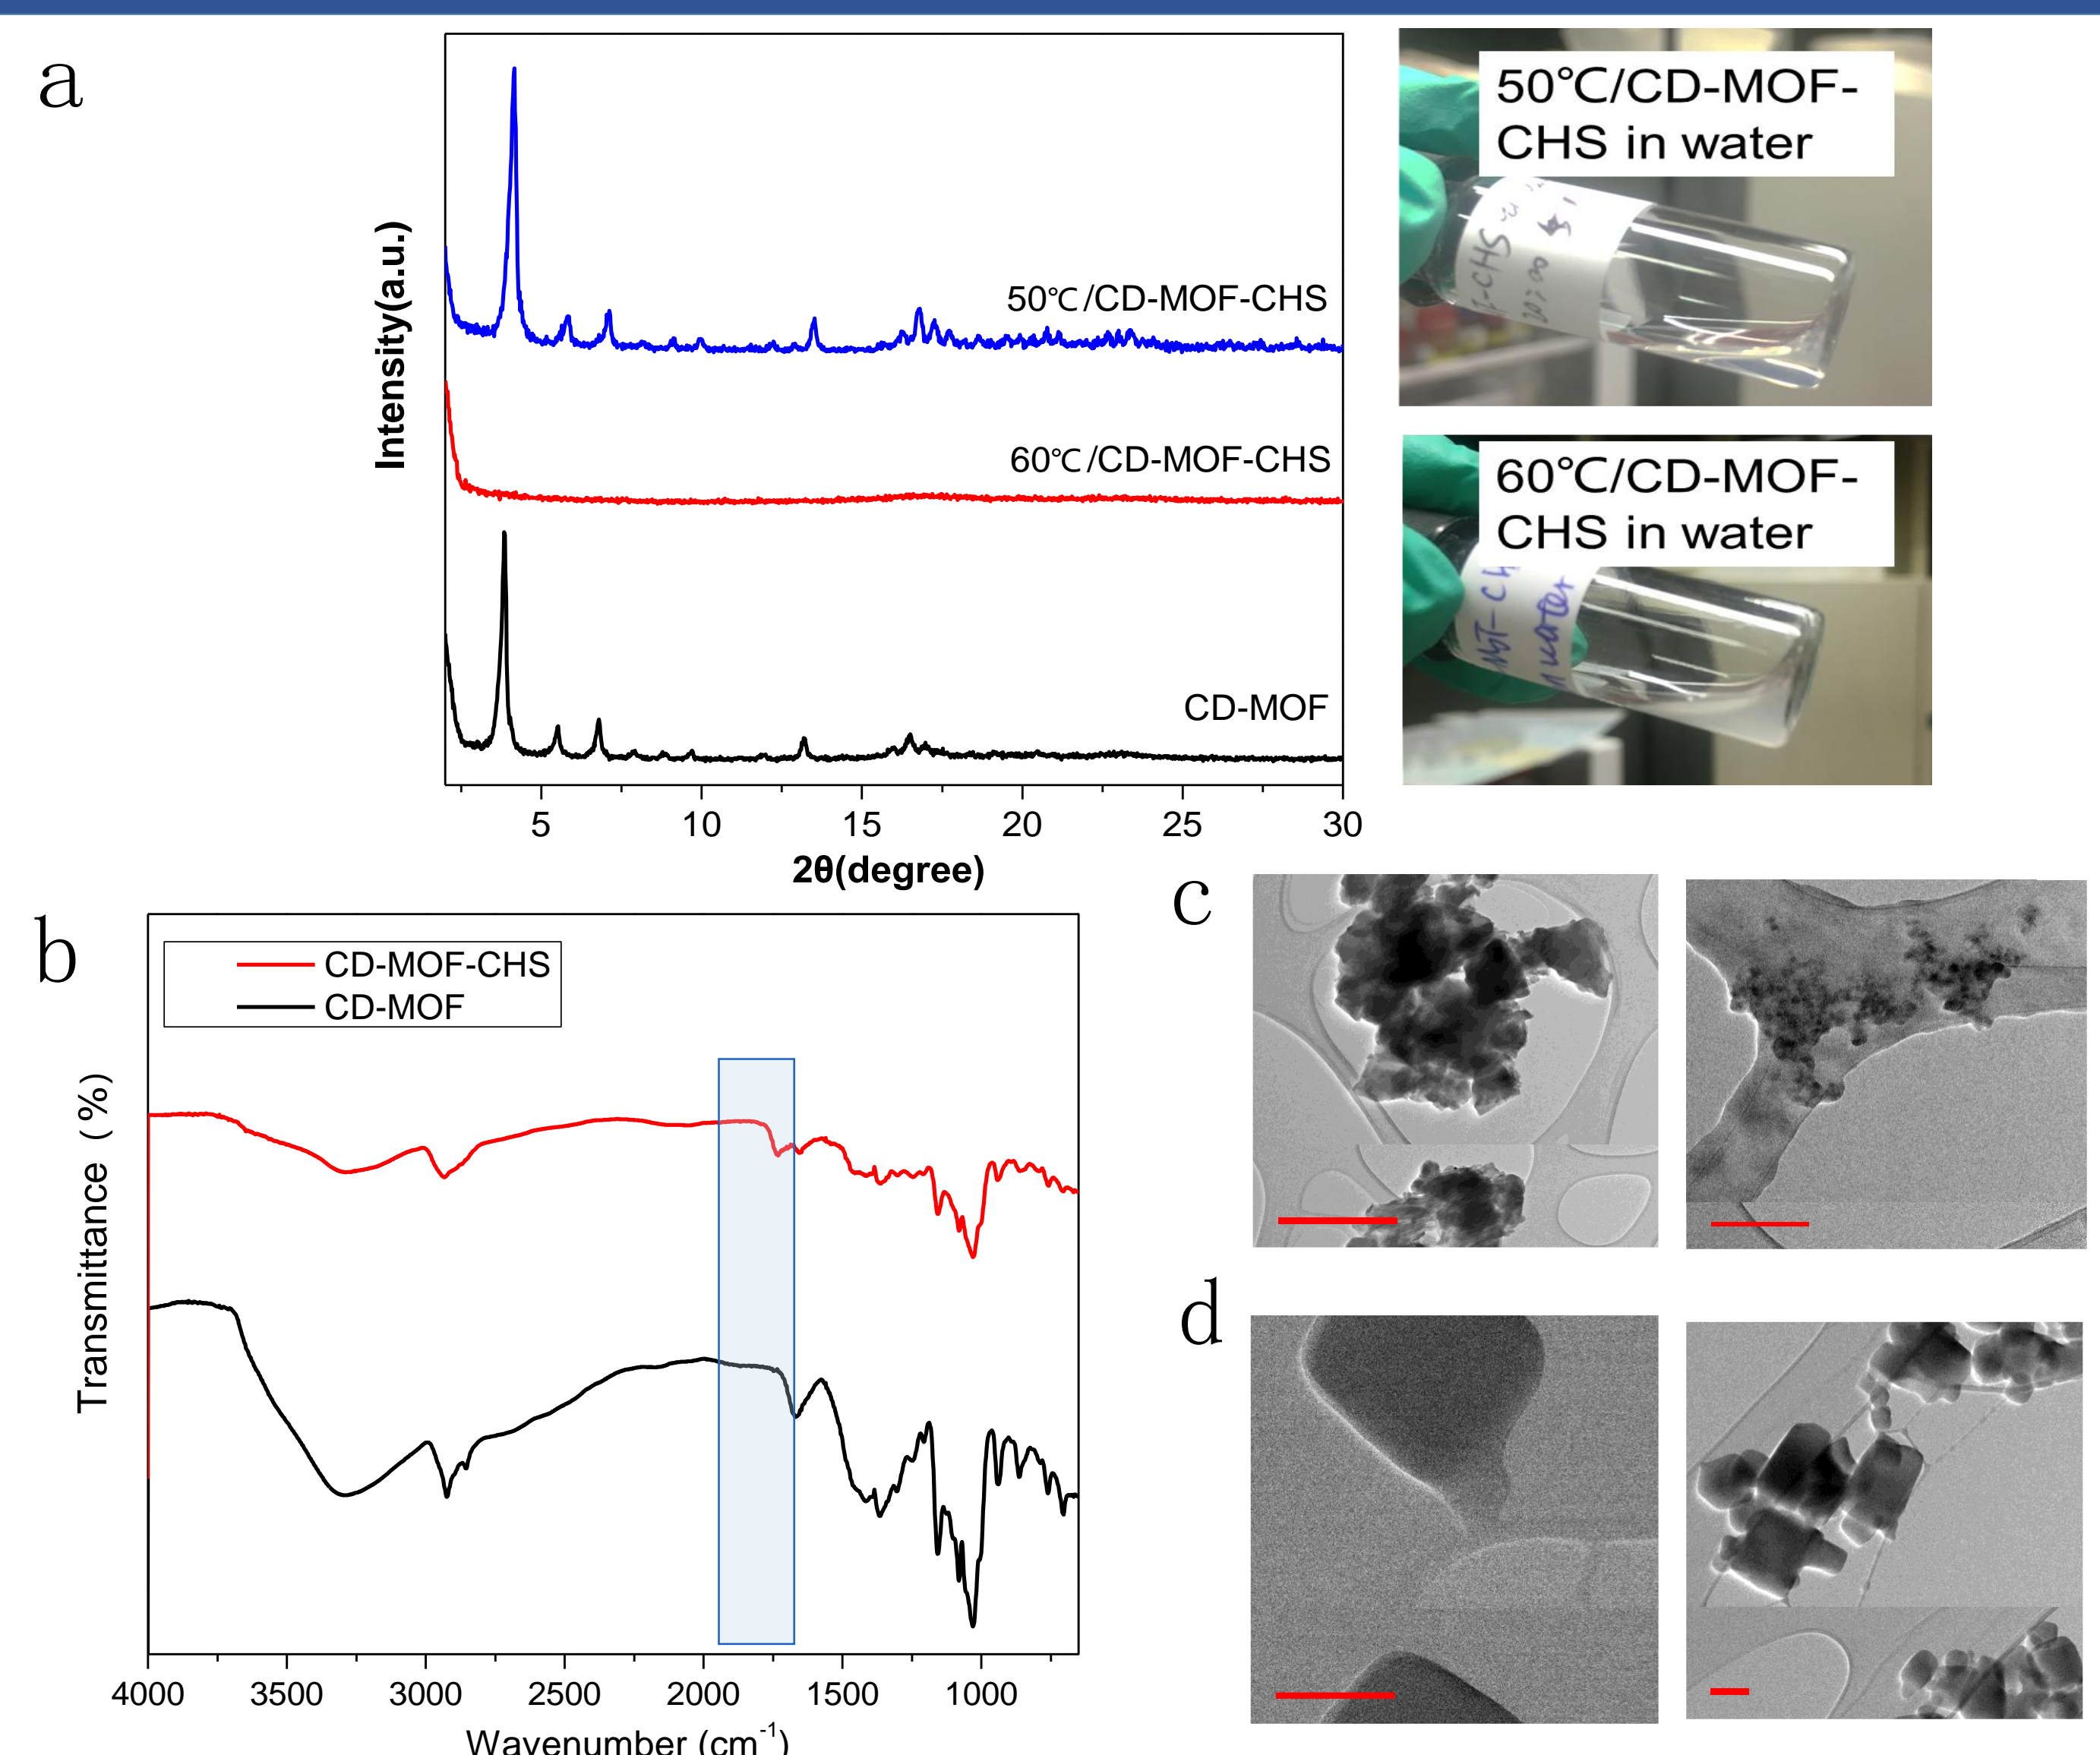 a
50℃/CD-MOF-CHS
60℃/CD-MOF-CHS
CD-MOF
Intensity(a.u.)
5 10 15 20 25 30
2θ(degree)
50℃/CD-MOF-
CHS in water
-CHS
60℃/CD-MOF-
CHS in water
water
b
CD-MOF-CHS
CD-MOF
Transmittance (%)
4000 3500 3000 2500 2000 1500 1000
Wavenumber (cm-1)
c
d